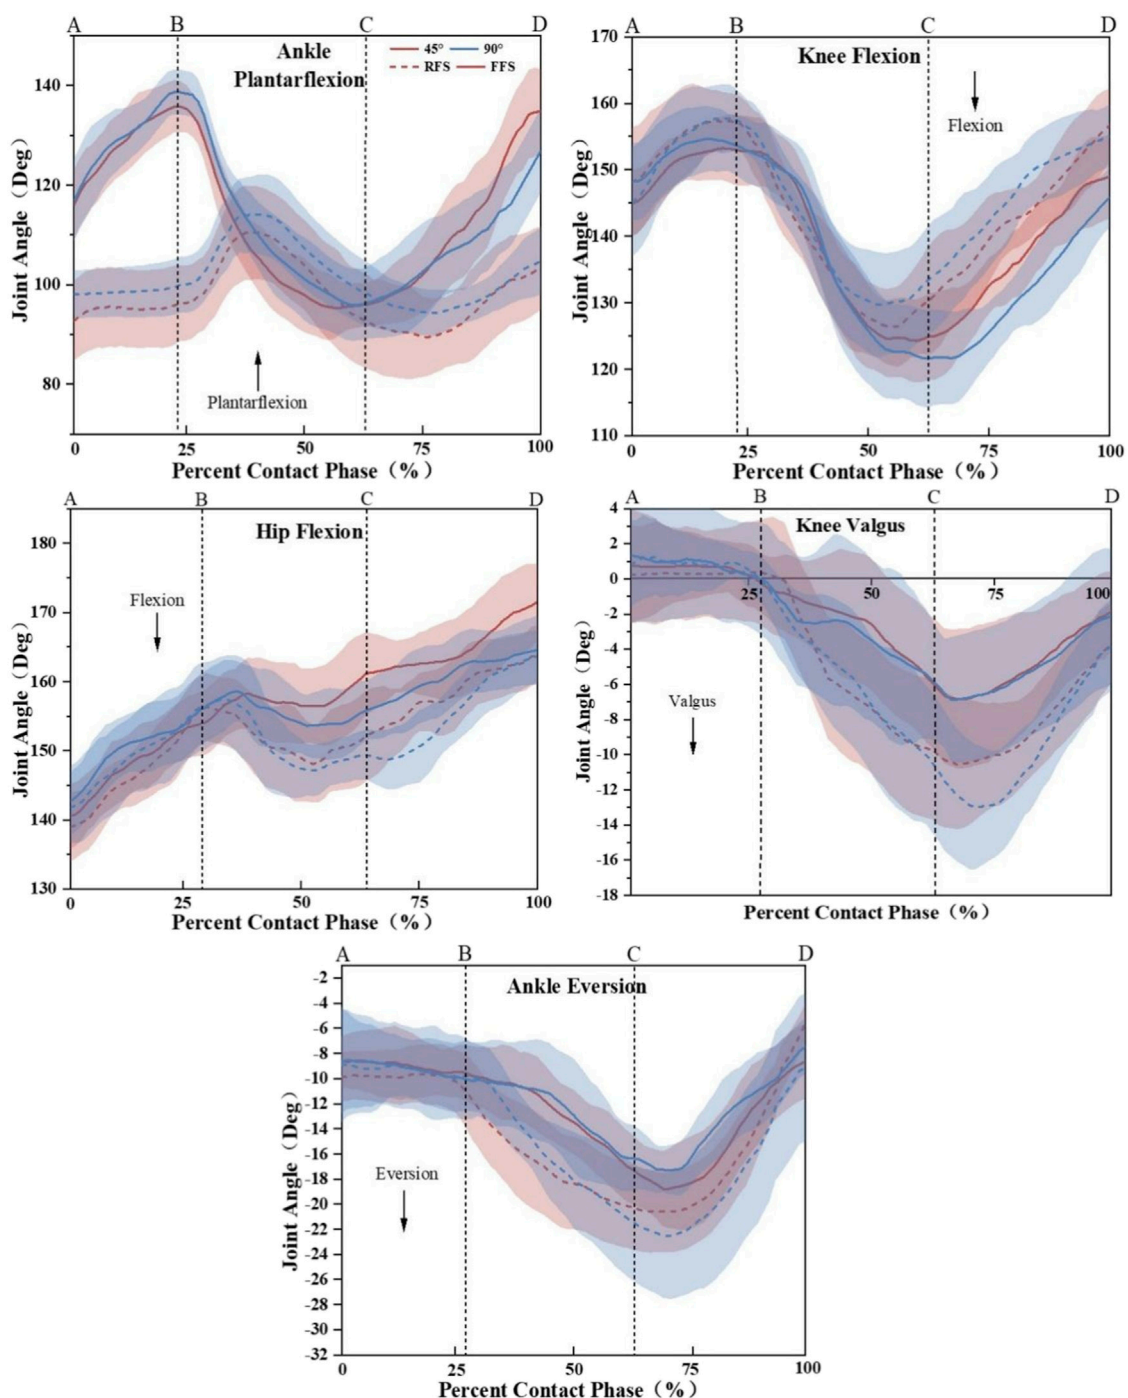 A B C D
Ankle
Plantarflexion
45° 90°
RFS FFS
140
120
100
80
Joint Angle（Deg）
Plantarflexion
0 25 50 75 100
Percent Contact Phase（%）
A B C D
Knee Flexion
Flexion
170
160
150
140
130
120
110
Joint Angle（Deg）
0 25 50 75 100
Percent Contact Phase（%）
A B C D
Hip Flexion
Flexion
180
170
160
150
140
130
Joint Angle（Deg）
0 25 50 75 100
Percent Contact Phase（%）
A B C D
Knee Valgus
4
2
0
-2
-4
-6
-8
-10
-12
-14
-16
-18
25 50 75 100
Joint Angle（Deg）
Valgus
Percent Contact Phase（%）
A B C D
Ankle Eversion
-2
-4
-6
-8
-10
-12
-14
-16
-18
-20
-22
-24
-26
-28
-30
-32
Joint Angle（Deg）
Eversion
0 25 50 75 100
Percent Contact Phase（%）